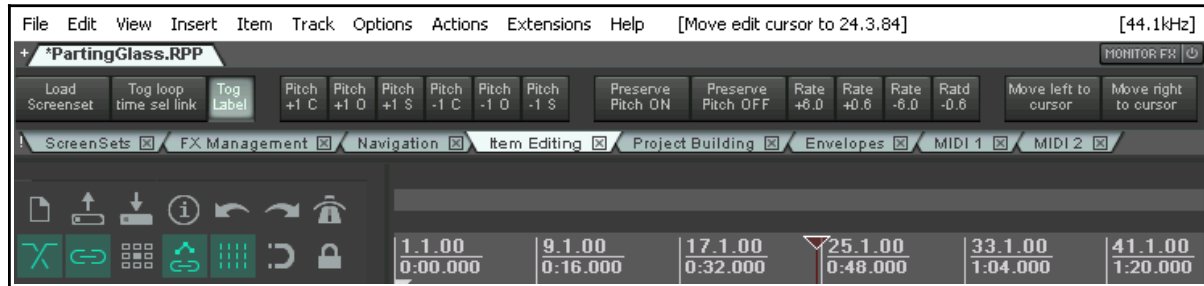 File Edit View Insert Item Track Options Actions Extensions Help [Move edit cursor to 24.3.84] [44.1kHz]
+ *PartingGlass.RPP MONITOR FX
Load Screenset Tog loop time sel link Tog Label Pitch +1 C Pitch +1 O Pitch +1 S Pitch -1 C Pitch -1 O Pitch -1 S Preserve Pitch ON Preserve Pitch OFF Rate +6.0 Rate +0.6 Rate -6.0 Ratd -0.6 Move left to cursor Move right to cursor
! ScreenSets FX Management Navigation Item Editing Project Building Envelopes MIDI 1 MIDI 2
1.1.00 9.1.00 17.1.00 25.1.00 33.1.00 41.1.00
0:00.000 0:16.000 0:32.000 0:48.000 1:04.000 1:20.000